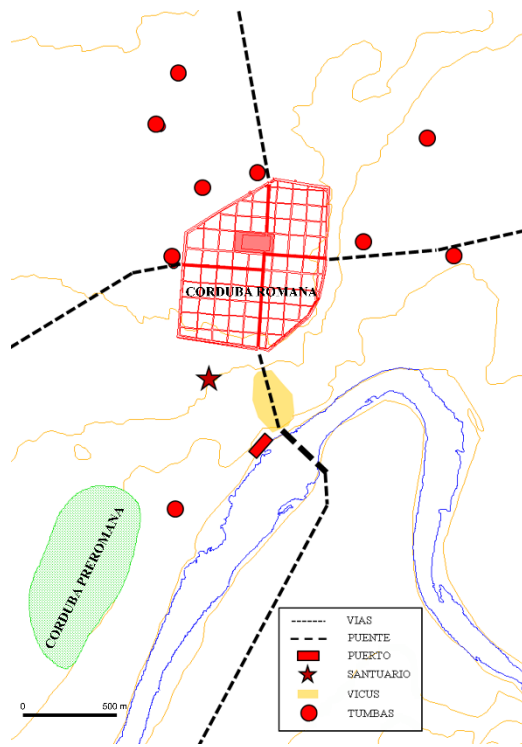 CORDUBA ROMANA
CORDUBA PREROMANA
VIAS
PUENTE
PUERTO
SANTUARIO
VICUS
TUMBAS
0 500 m